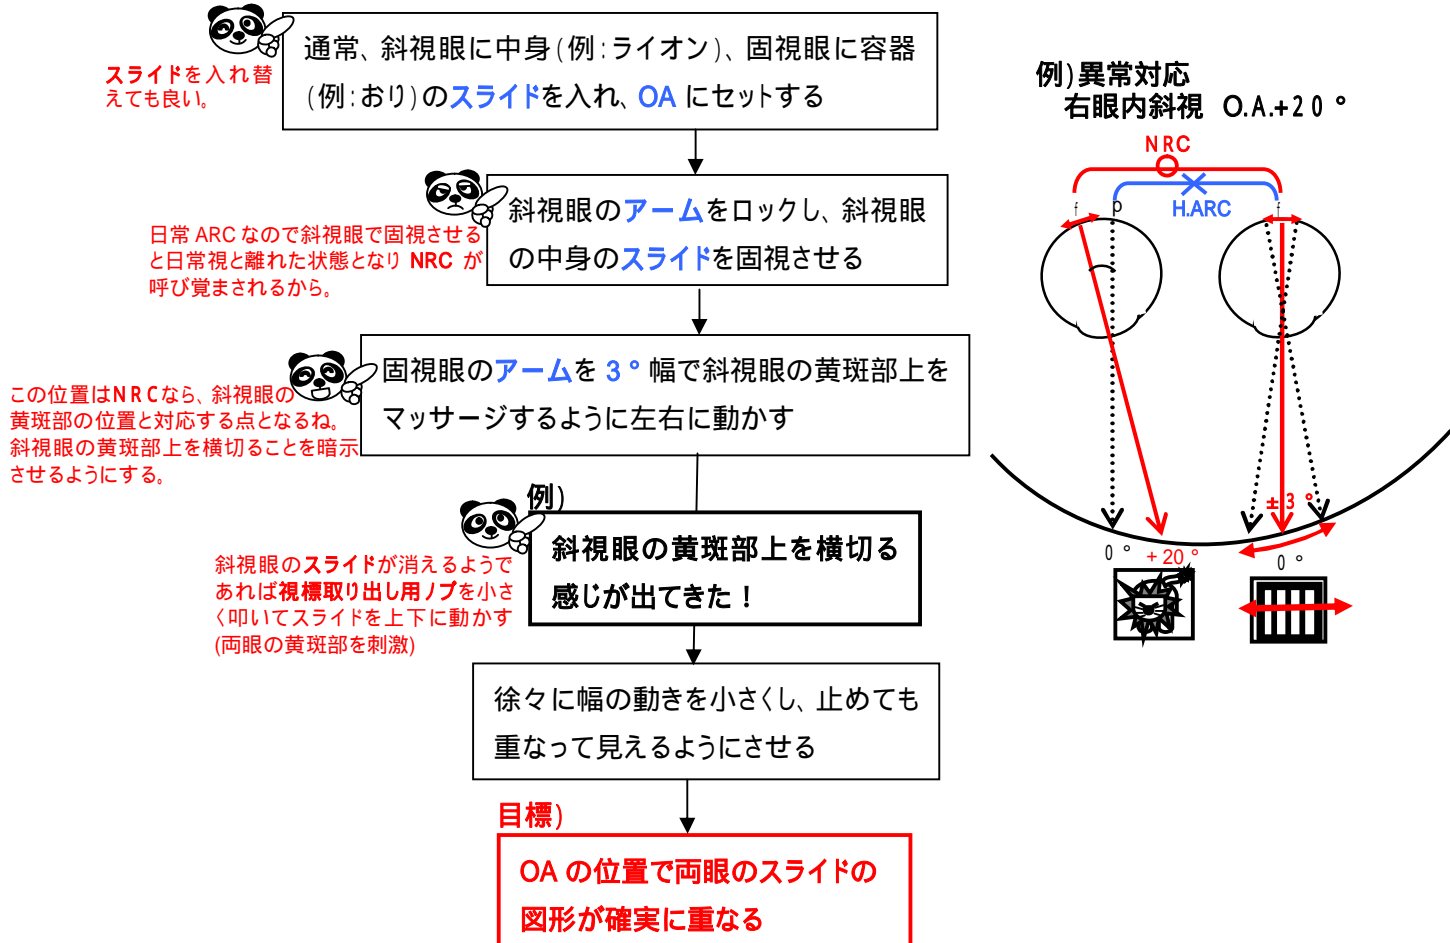 通常、斜視眼に中身(例:ライオン)、固視眼に容器
(例:おり)のスライドを入れ、OA にセットする
スライドを入れ替
えても良い。
斜視眼のアームをロックし、斜視眼
の中身のスライドを固視させる
日常 ARC なので斜視眼で固視させる
と日常視と離れた状態となり NRC が
呼び覚まされるから。
固視眼のアームを 3°幅で斜視眼の黄斑部上を
マッサージするように左右に動かす
この位置はNRCなら、斜視眼の
黄斑部の位置と対応する点となるね。
斜視眼の黄斑部上を横切ることを暗示
させるようにする。
例)
斜視眼の黄斑部上を横切る
感じが出てきた!
斜視眼のスライドが消えるようで
あれば視標取り出し用ノブを小さ
く叩いてスライドを上下に動かす
(両眼の黄斑部を刺激)
徐々に幅の動きを小さくし、止めても
重なって見えるようにさせる
目標)
OA の位置で両眼のスライドの
図形が確実に重なる
例)異常対応
右眼内斜視 O.A.+20°
NRC
H.ARC
f p f
±3°
0° +20° 0°